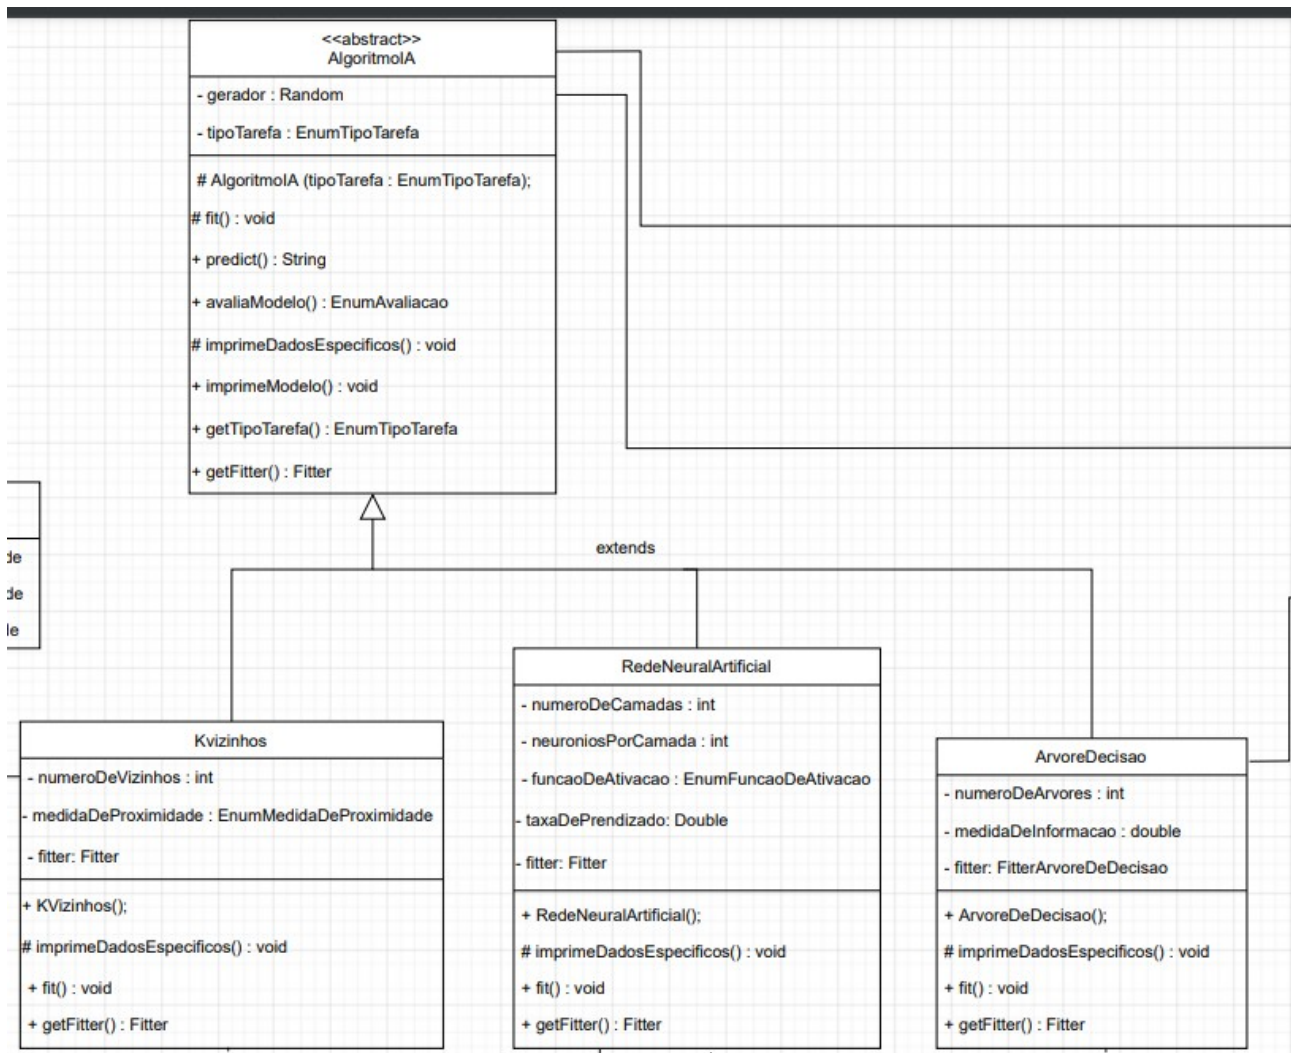 <<abstract>>
AlgoritmoIA
- gerador : Random
- tipoTarefa : EnumTipoTarefa
# AlgoritmoIA (tipoTarefa : EnumTipoTarefa);
# fit() : void
+ predict() : String
+ avaliaModelo() : EnumAvaliacao
# imprimeDadosEspecificos() : void
+ imprimeModelo() : void
+ getTipoTarefa() : EnumTipoTarefa
+ getFitter() : Fitter
de
de
le
extends
Kvizinhos
- numeroDeVizinhos : int
- medidaDeProximidade : EnumMedidaDeProximidade
- fitter: Fitter
+ KVizinhos();
# imprimeDadosEspecificos() : void
+ fit() : void
+ getFitter() : Fitter
RedeNeuralArtificial
- numeroDeCamadas : int
- neuroniosPorCamada : int
- funcaoDeAtivacao : EnumFuncaoDeAtivacao
- taxaDePrendizado: Double
- fitter: Fitter
+ RedeNeuralArtificial();
# imprimeDadosEspecificos() : void
+ fit() : void
+ getFitter() : Fitter
ArvoreDecisao
- numeroDeArvores : int
- medidaDeInformacao : double
- fitter: FitterArvoreDeDecisao
+ ArvoreDeDecisao();
# imprimeDadosEspecificos() : void
+ fit() : void
+ getFitter() : Fitter